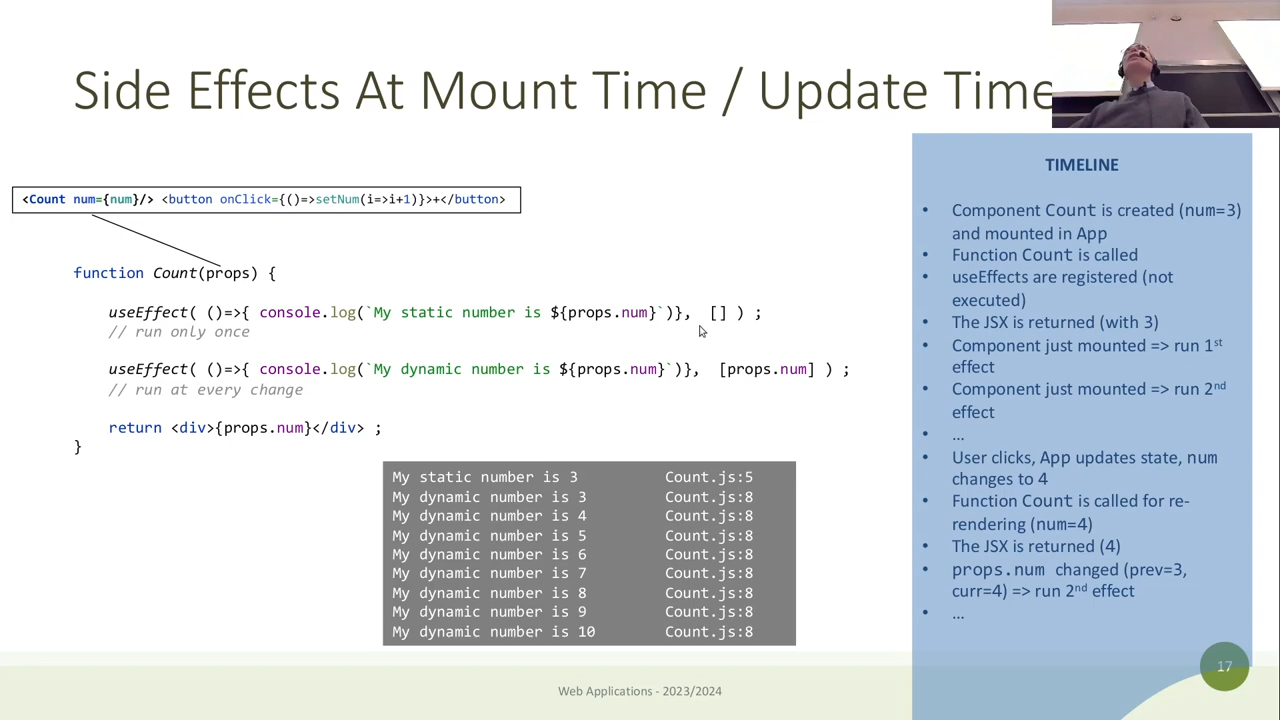 Side Effects At Mount Time / Update Time
<Count num={num}/> <button onClick={()=>setNum(i=>i+1)}>+</button>
function Count(props) {
useEffect( ()=>{ console.log(`My static number is ${props.num}`)},  [] ) ;
// run only once
useEffect( ()=>{ console.log(`My dynamic number is ${props.num}`)},  [props.num] ) ;
// run at every change
return <div>{props.num}</div> ;
}
My static number is 3 Count.js:5
My dynamic number is 3 Count.js:8
My dynamic number is 4 Count.js:8
My dynamic number is 5 Count.js:8
My dynamic number is 6 Count.js:8
My dynamic number is 7 Count.js:8
My dynamic number is 8 Count.js:8
My dynamic number is 9 Count.js:8
My dynamic number is 10 Count.js:8
TIMELINE
• Component Count is created (num=3)
and mounted in App
• Function Count is called
• useEffects are registered (not
executed)
• The JSX is returned (with 3)
• Component just mounted => run 1st
effect
• Component just mounted => run 2nd
effect
• …
• User clicks, App updates state, num
changes to 4
• Function Count is called for re-
rendering (num=4)
• The JSX is returned (4)
• props.num changed (prev=3,
curr=4) => run 2nd effect
• …
Web Applications - 2023/2024
17